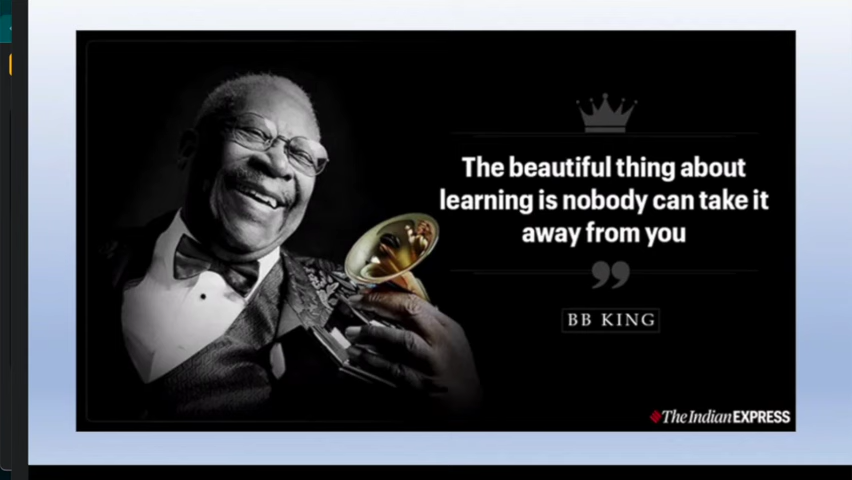 The beautiful thing about
learning is nobody can take it
away from you
”
BB KING
The Indian EXPRESS